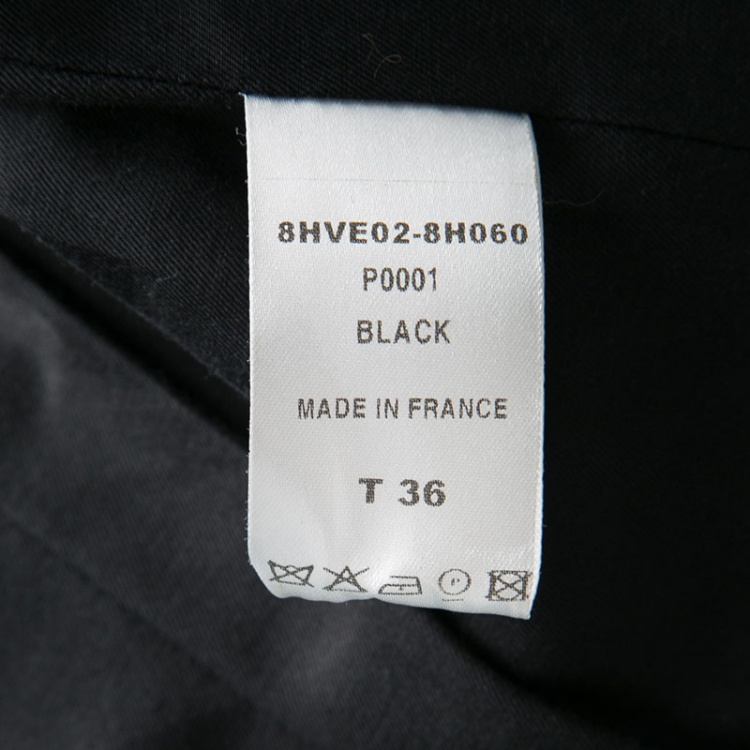 8HVE02-8H060
P0001
BLACK
MADE IN FRANCE
T 36
P